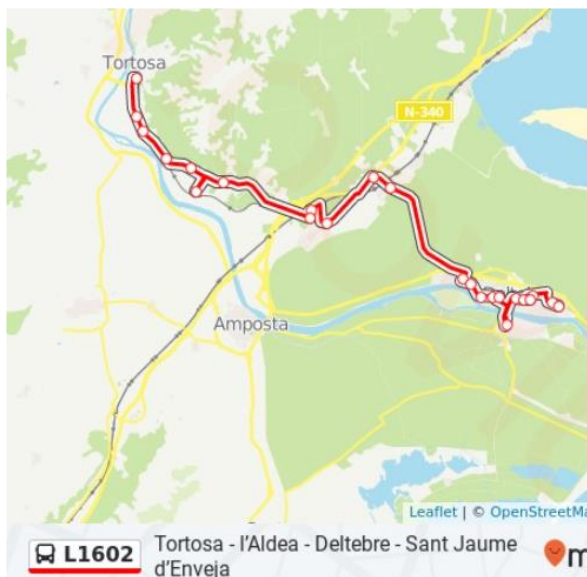 Tortosa
N-340
Amposta
Leaflet | © OpenStreetMa
L1602
Tortosa - l'Aldea - Deltebre - Sant Jaume
d'Enveja
m